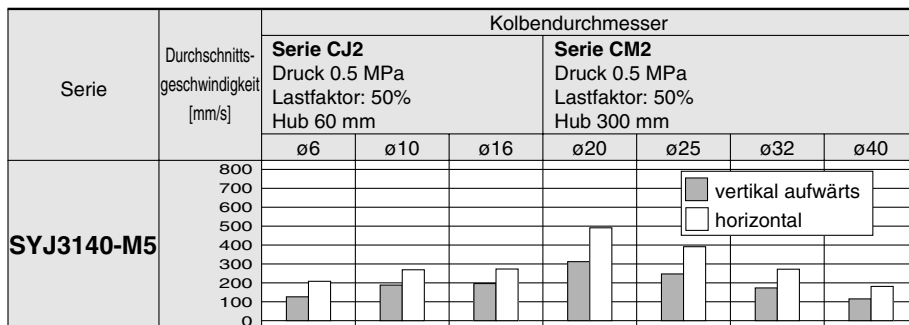 Kolbendurchmesser
Serie
Durchschnitts-
geschwindigkeit
[mm/s]
Serie CJ2
Druck 0.5 MPa
Lastfaktor: 50%
Hub 60 mm
Serie CM2
Druck 0.5 MPa
Lastfaktor: 50%
Hub 300 mm
ø6 ø10 ø16 ø20 ø25 ø32 ø40
SYJ3140-M5
800
700
600
500
400
300
200
100
0
vertikal aufwärts
horizontal